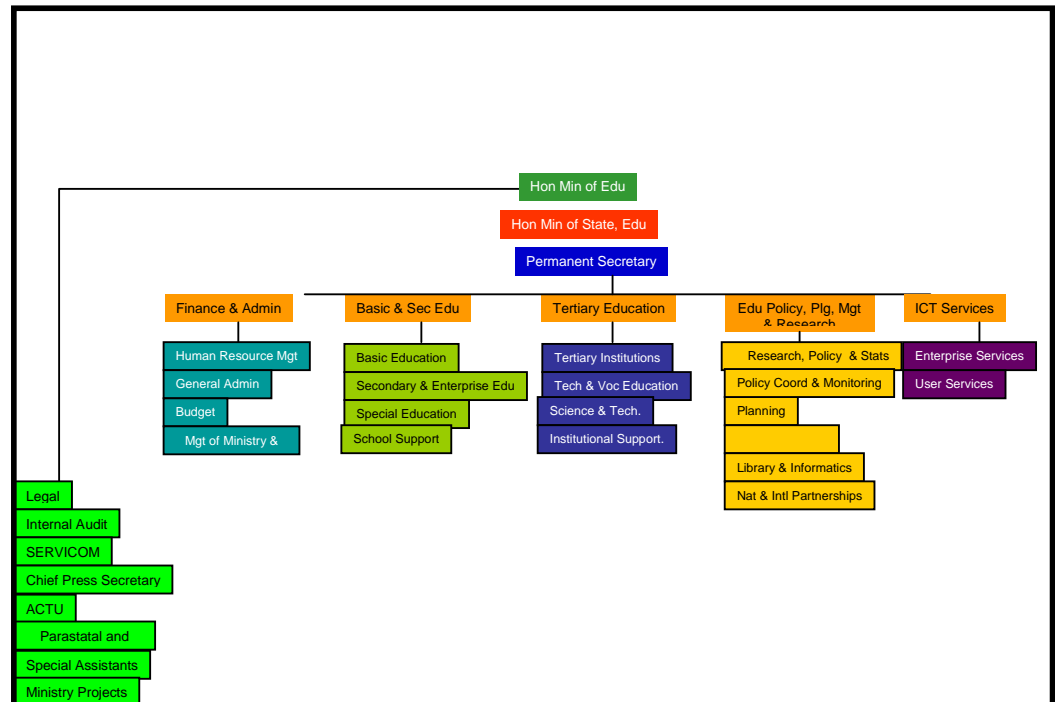 Hon Min of Edu
Hon Min of State, Edu
Permanent Secretary
Finance & Admin
Human Resource Mgt
General Admin
Budget
Mgt of Ministry &
Basic & Sec Edu
Basic Education
Secondary & Enterprise Edu
Special Education
School Support
Tertiary Education
Tertiary Institutions
Tech & Voc Education
Science & Tech.
Institutional Support.
Edu Policy, Plg, Mgt
& Research
Research, Policy & Stats
Policy Coord & Monitoring
Planning
Library & Informatics
Nat & Intl Partnerships
ICT Services
Enterprise Services
User Services
Legal
Internal Audit
SERVICOM
Chief Press Secretary
ACTU
Parastatal and
Special Assistants
Ministry Projects